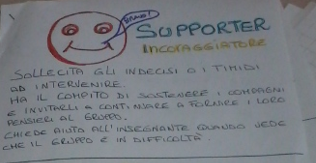 BRAVO!
SUPPORTER
INCORAGGIATORE
SOLLECITA GLI INDECISI O I TIMIDI
AD INTERVENIRE.
HA IL COMPITO DI SOSTENERE I COMPAGNI
E INVITARLI A CONTINUARE A FORNIRE I LORO
PENSIERI AL GRUPPO.
CHIEDE AIUTO ALL'INSEGNANTE QUANDO VEDE
CHE IL GRUPPO È IN DIFFICOLTÀ.